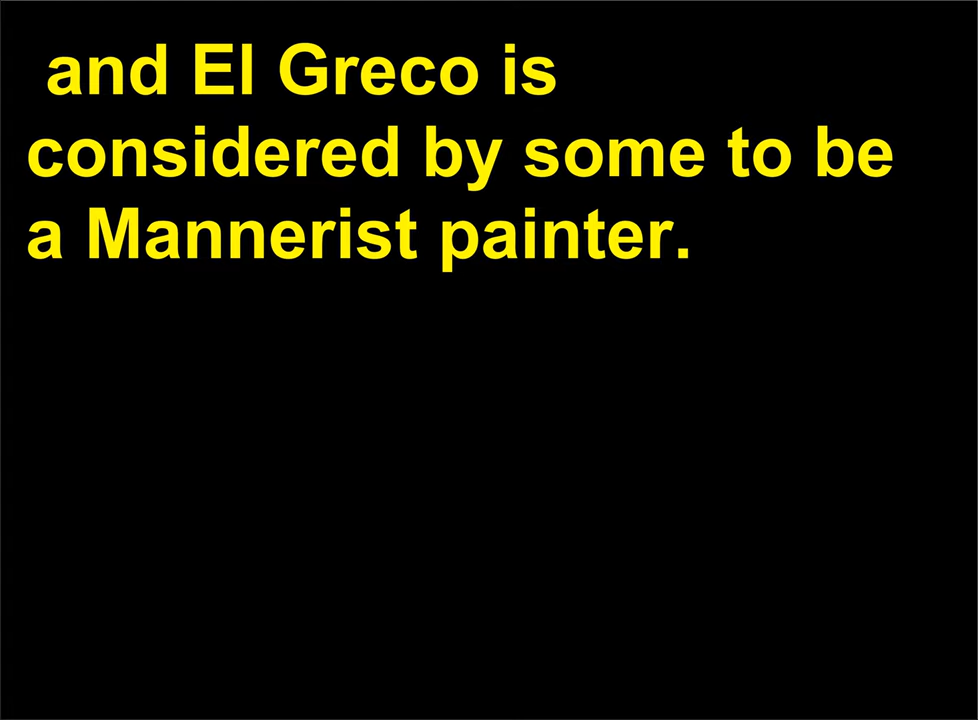 and El Greco is
considered by some to be
a Mannerist painter.